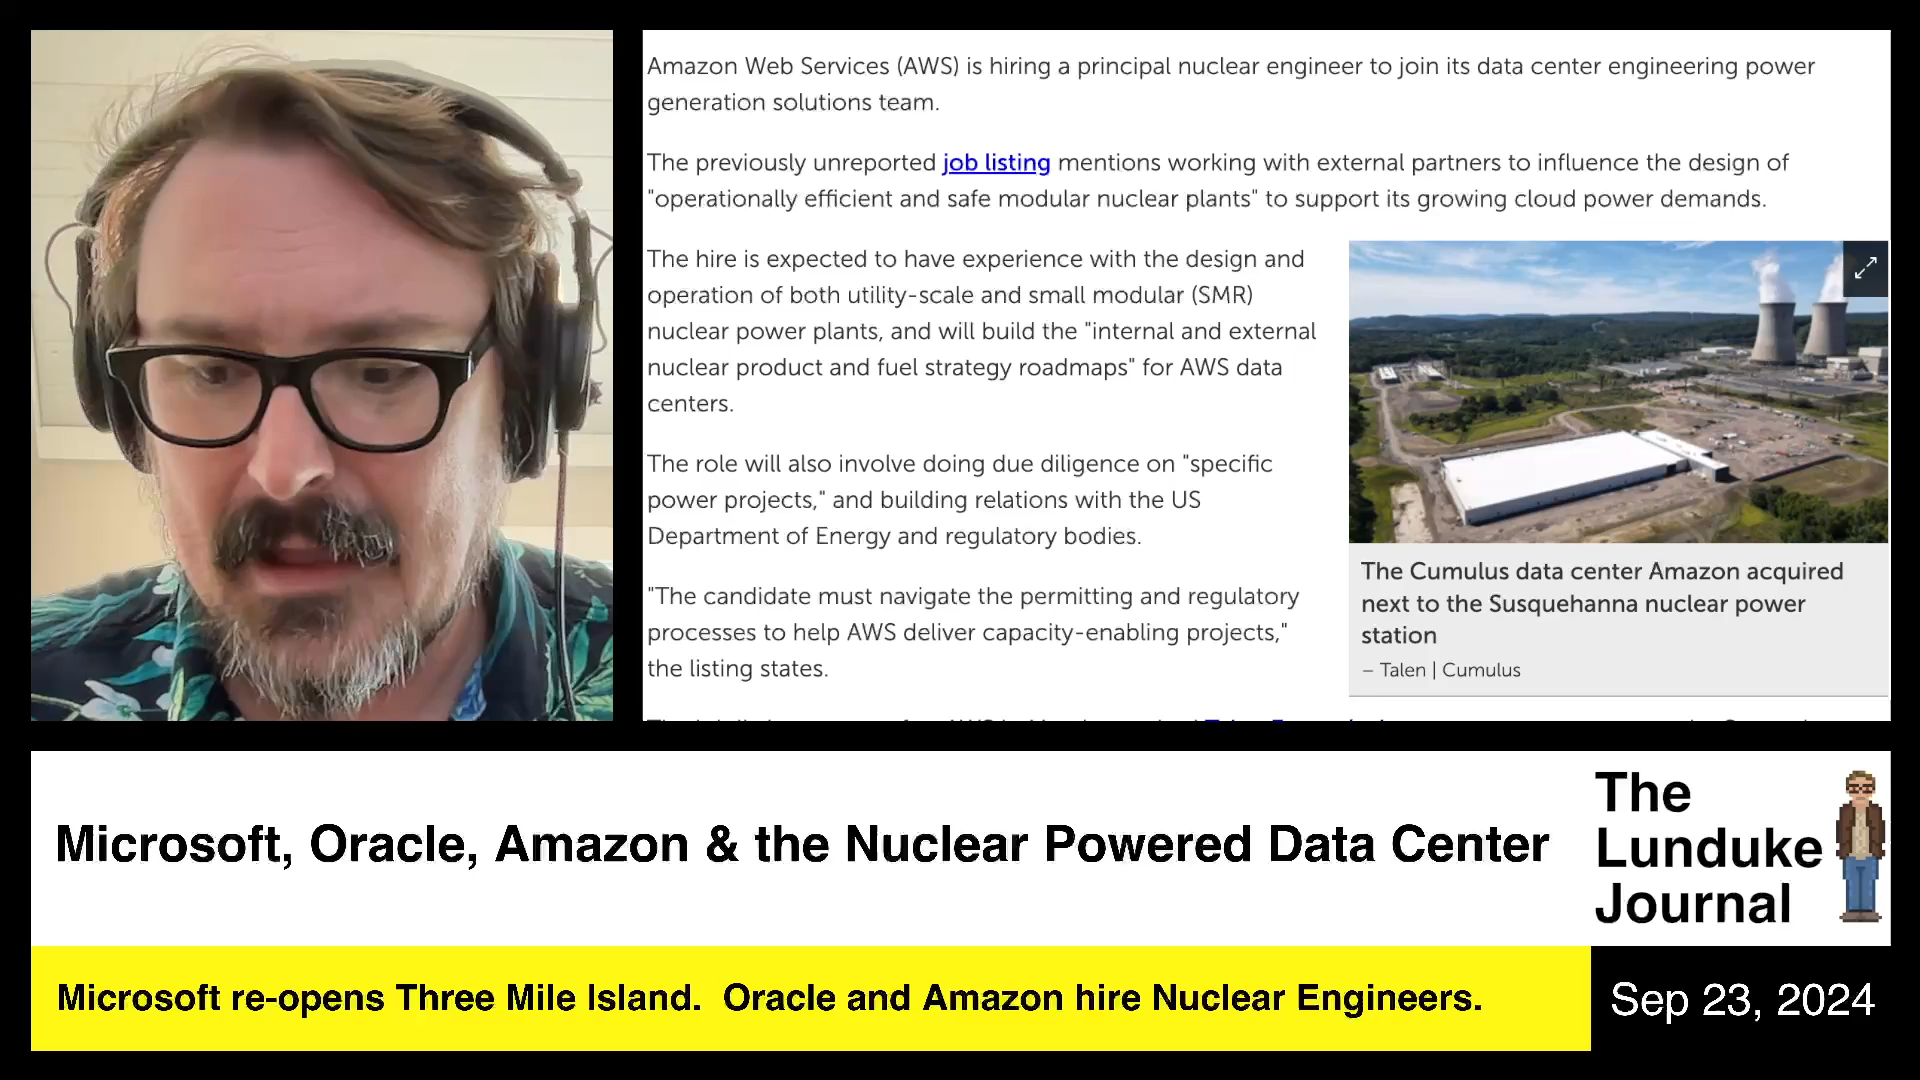 Amazon Web Services (AWS) is hiring a principal nuclear engineer to join its data center engineering power
generation solutions team.
The previously unreported job listing mentions working with external partners to influence the design of
"operationally efficient and safe modular nuclear plants" to support its growing cloud power demands.
The hire is expected to have experience with the design and
operation of both utility-scale and small modular (SMR)
nuclear power plants, and will build the "internal and external
nuclear product and fuel strategy roadmaps" for AWS data
centers.
The role will also involve doing due diligence on "specific
power projects," and building relations with the US
Department of Energy and regulatory bodies.
"The candidate must navigate the permitting and regulatory
processes to help AWS deliver capacity-enabling projects,"
the listing states.
The Cumulus data center Amazon acquired
next to the Susquehanna nuclear power
station
– Talen | Cumulus
Microsoft, Oracle, Amazon & the Nuclear Powered Data Center
The
Lunduke
Journal
Microsoft re-opens Three Mile Island. Oracle and Amazon hire Nuclear Engineers.
Sep 23, 2024